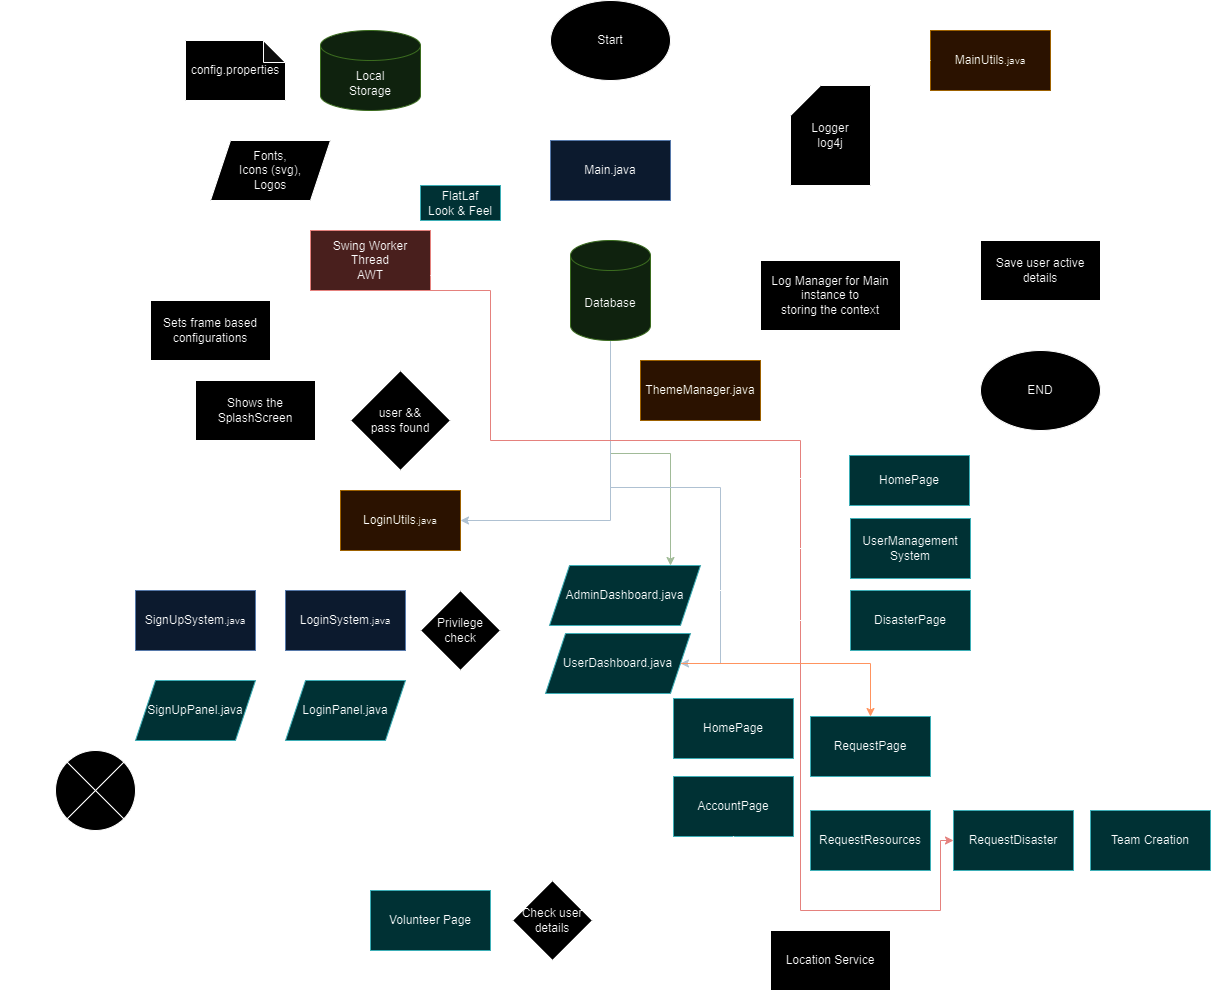 Start
config.properties
Local
Storage
MainUtils.java
Logger
log4j
Fonts,
Icons (svg),
Logos
Main.java
FlatLaf
Look & Feel
Swing Worker
Thread
AWT
Database
Log Manager for Main
instance to
storing the context
Save user active
details
Sets frame based
configurations
ThemeManager.java
END
Shows the
SplashScreen
user &&
pass found
HomePage
LoginUtils.java
UserManagement
System
AdminDashboard.java
SignUpSystem.java
LoginSystem.java
Privilege
check
DisasterPage
UserDashboard.java
SignUpPanel.java
LoginPanel.java
HomePage
RequestPage
AccountPage
RequestResources
RequestDisaster
Team Creation
Volunteer Page
Check user
details
Location Service